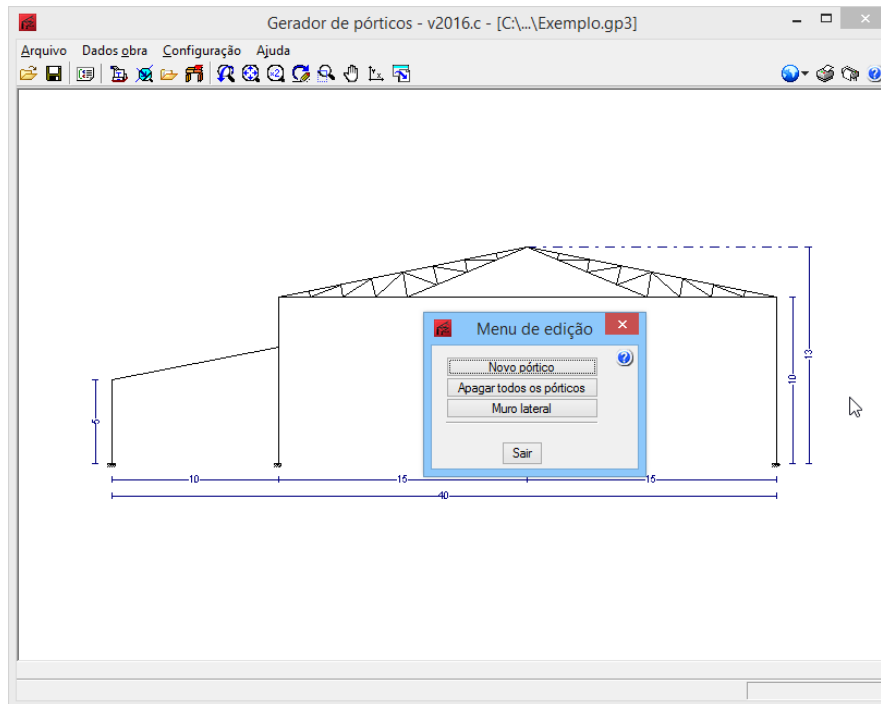 Gerador de pórticos - v2016.c - [C:\...\Exemplo.gp3]
Arquivo Dados obra Configuração Ajuda
Menu de edição
Novo pórtico
Apagar todos os pórticos
Muro lateral
Sair
13
10
5
10
15
15
40